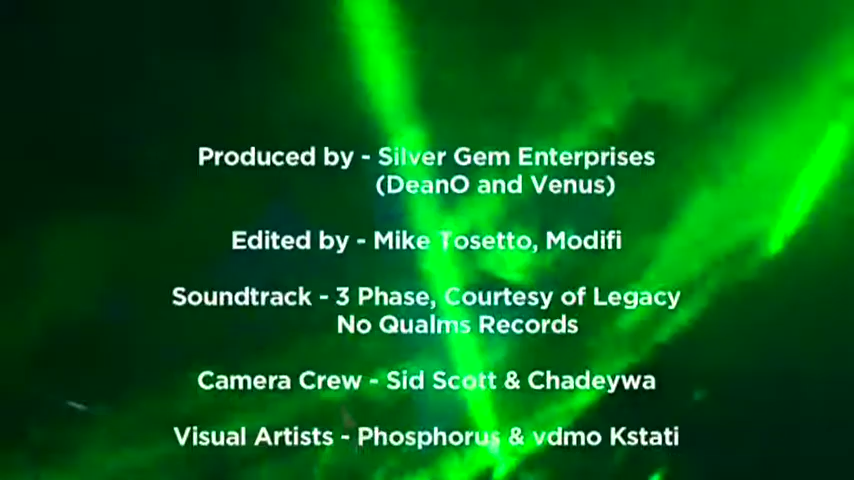 Produced by - Silver Gem Enterprises
(DeanO and Venus)
Edited by - Mike Tosetto, Modifi
Soundtrack - 3 Phase, Courtesy of Legacy
No Qualms Records
Camera Crew - Sid Scott & Chadeywa
Visual Artists - Phosphorus & vdmo Kstati